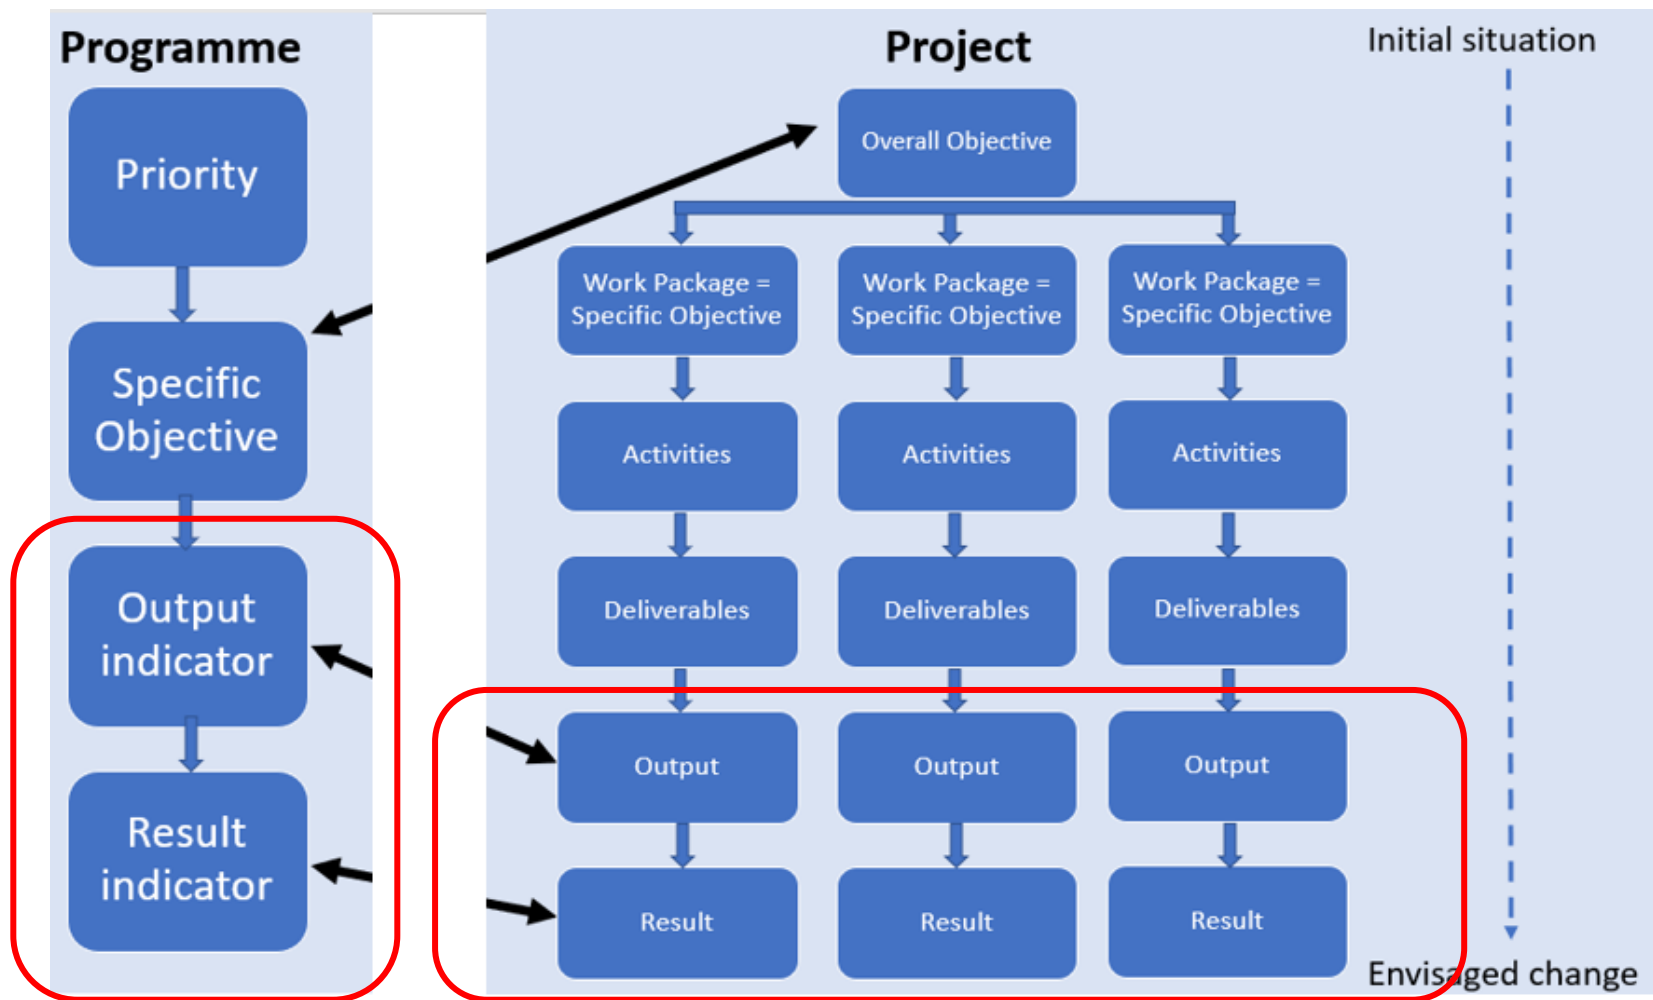 Programme
Priority
Specific
Objective
Output
indicator
Result
indicator
Project
Initial situation
Overall Objective
Work Package =
Specific Objective
Work Package =
Specific Objective
Work Package =
Specific Objective
Activities
Activities
Activities
Deliverables
Deliverables
Deliverables
Output
Output
Output
Result
Result
Result
Envisaged change